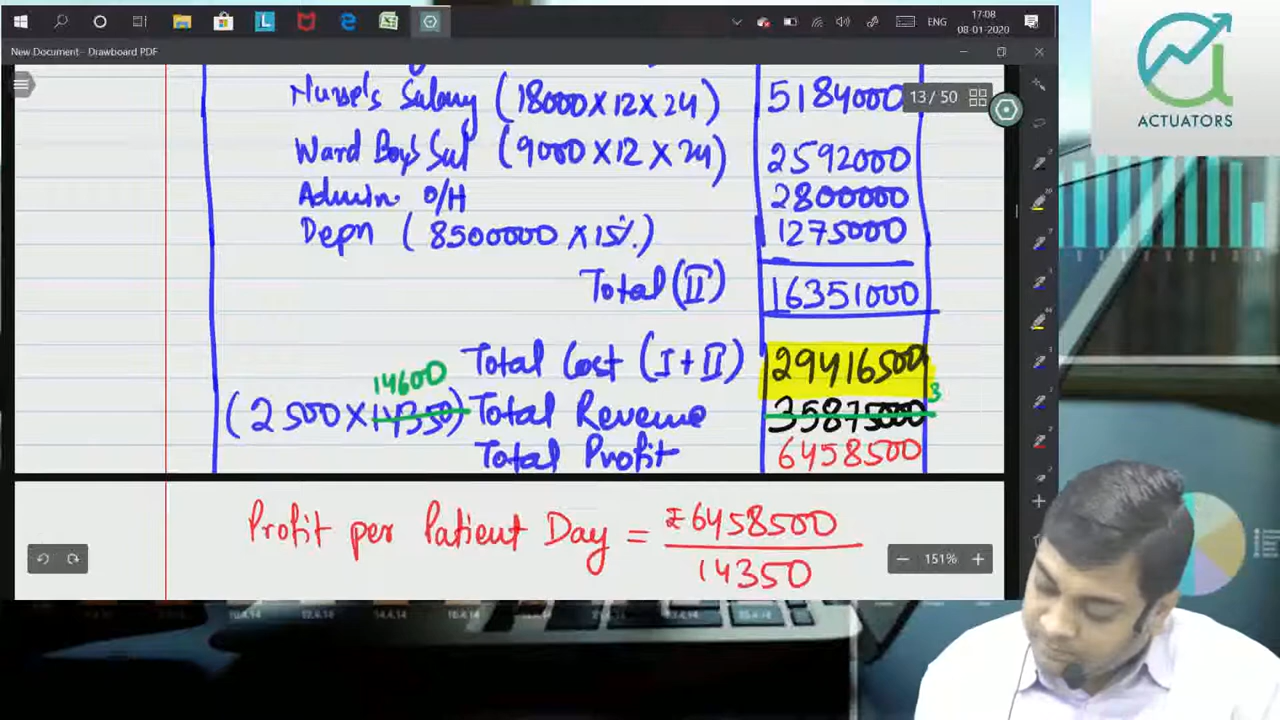 17:08
ENG
08-01-2020
New Document - Drawboard PDF
Nurse's Salary (18000×12×24) 5184000
13 / 50
ACTUATORS
Ward Boy's Sal (9000×12×24) 2592000
Admin. O/H 2800000
Depn (8500000×15%) 1275000
Total (II) 16351000
Total Cost (I+II) 29416500
14600
3
(2500×14350) Total Revenue 35875000
Total Profit 6458500
Profit per Patient Day = ₹6458500
14350
151%